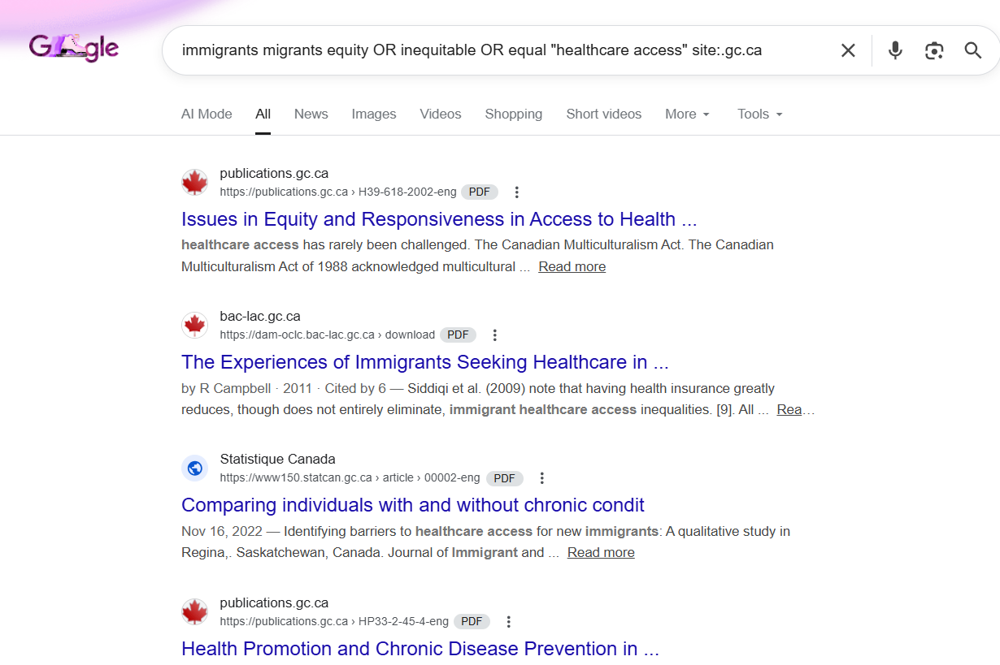 Google
immigrants migrants equity OR inequitable OR equal "healthcare access" site:.gc.ca
AI Mode All News Images Videos Shopping Short videos More Tools
publications.gc.ca
https://publications.gc.ca › H39-618-2002-eng PDF
Issues in Equity and Responsiveness in Access to Health ...
healthcare access has rarely been challenged. The Canadian Multiculturalism Act. The Canadian
Multiculturalism Act of 1988 acknowledged multicultural ... Read more
bac-lac.gc.ca
https://dam-oclc.bac-lac.gc.ca › download PDF
The Experiences of Immigrants Seeking Healthcare in ...
by R Campbell · 2011 · Cited by 6 — Siddiqi et al. (2009) note that having health insurance greatly
reduces, though does not entirely eliminate, immigrant healthcare access inequalities. [9]. All ... Rea...
Statistique Canada
https://www150.statcan.gc.ca › article › 00002-eng PDF
Comparing individuals with and without chronic condit
Nov 16, 2022 — Identifying barriers to healthcare access for new immigrants: A qualitative study in
Regina,. Saskatchewan, Canada. Journal of Immigrant and ... Read more
publications.gc.ca
https://publications.gc.ca › HP33-2-45-4-eng PDF
Health Promotion and Chronic Disease Prevention in ...